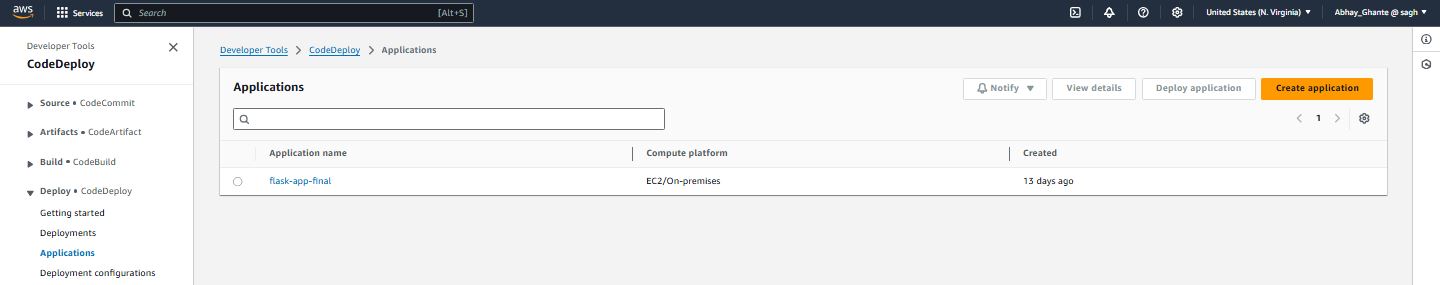 aws Services Search [Alt+S] United States (N. Virginia) Abhay_Ghante @ sagh
Developer Tools
CodeDeploy
Source • CodeCommit
Artifacts • CodeArtifact
Build • CodeBuild
Deploy • CodeDeploy
Getting started
Deployments
Applications
Deployment configurations
Developer Tools CodeDeploy Applications
Applications Notify View details Deploy application Create application
1
Application name Compute platform Created
flask-app-final EC2/On-premises 13 days ago